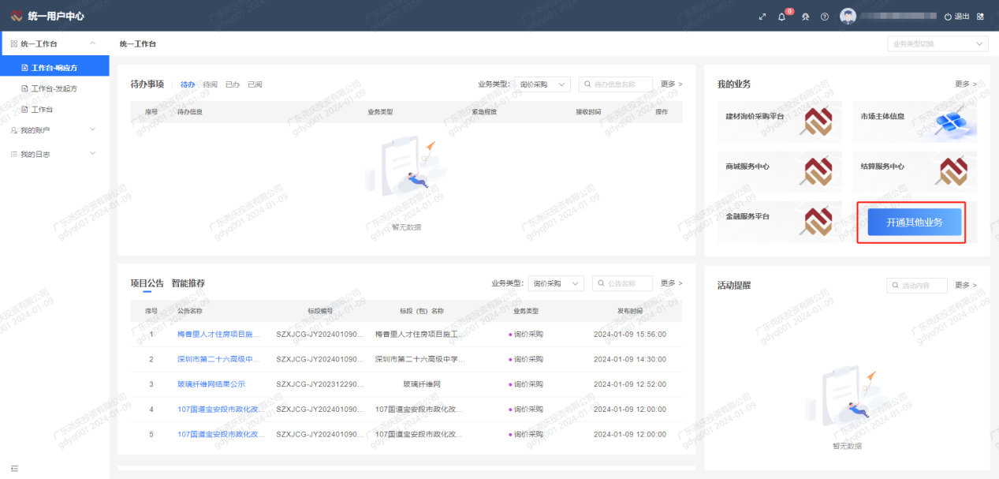 统一用户中心
0
退出
统一工作台
工作台-响应方
工作台-发起方
工作台
我的账户
我的日志
统一工作台
业务类型切换
待办事项 待办 待阅 已办 已阅 业务类型: 询价采购 待办信息名称 更多 >
序号 待办信息 业务类型 紧急程度 接收时间 操作
暂无数据
项目公告 智能推荐 业务类型: 询价采购 公告名称 更多 >
序号 公告名称 标段编号 标段（包）名称 业务类型 发布时间
1 梅香里人才住房项目施... SZXJCG-JY202401090... 梅香里人才住房项目施工... 询价采购 2024-01-09 15:56:00
2 深圳市第二十六高级中... SZXJCG-JY202401090... 深圳市第二十六高级中学... 询价采购 2024-01-09 14:30:00
3 玻璃纤维网结果公示 SZXJCG-JY202312290... 玻璃纤维网 询价采购 2024-01-09 12:52:00
4 107国道宝安段市政化改... SZXJCG-JY202401090... 107国道宝安段市政化改... 询价采购 2024-01-09 12:00:00
5 107国道宝安段市政化改... SZXJCG-JY202401090... 107国道宝安段市政化改... 询价采购 2024-01-09 12:00:00
我的业务 更多 >
建材询价采购平台 市场主体信息
商城服务中心 结算服务中心
金融服务平台 开通其他业务
活动提醒 活动内容 更多 >
暂无数据
广东尧庆投资有限公司
gdyq001 2024-01-09